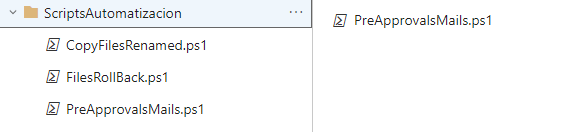 ScriptsAutomatizacion
CopyFilesRenamed.ps1
FilesRollBack.ps1
PreApprovalsMails.ps1
PreApprovalsMails.ps1